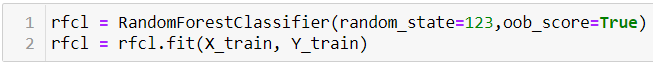 1 rfcl = RandomForestClassifier(random_state=123,oob_score=True)
2 rfcl = rfcl.fit(X_train, Y_train)